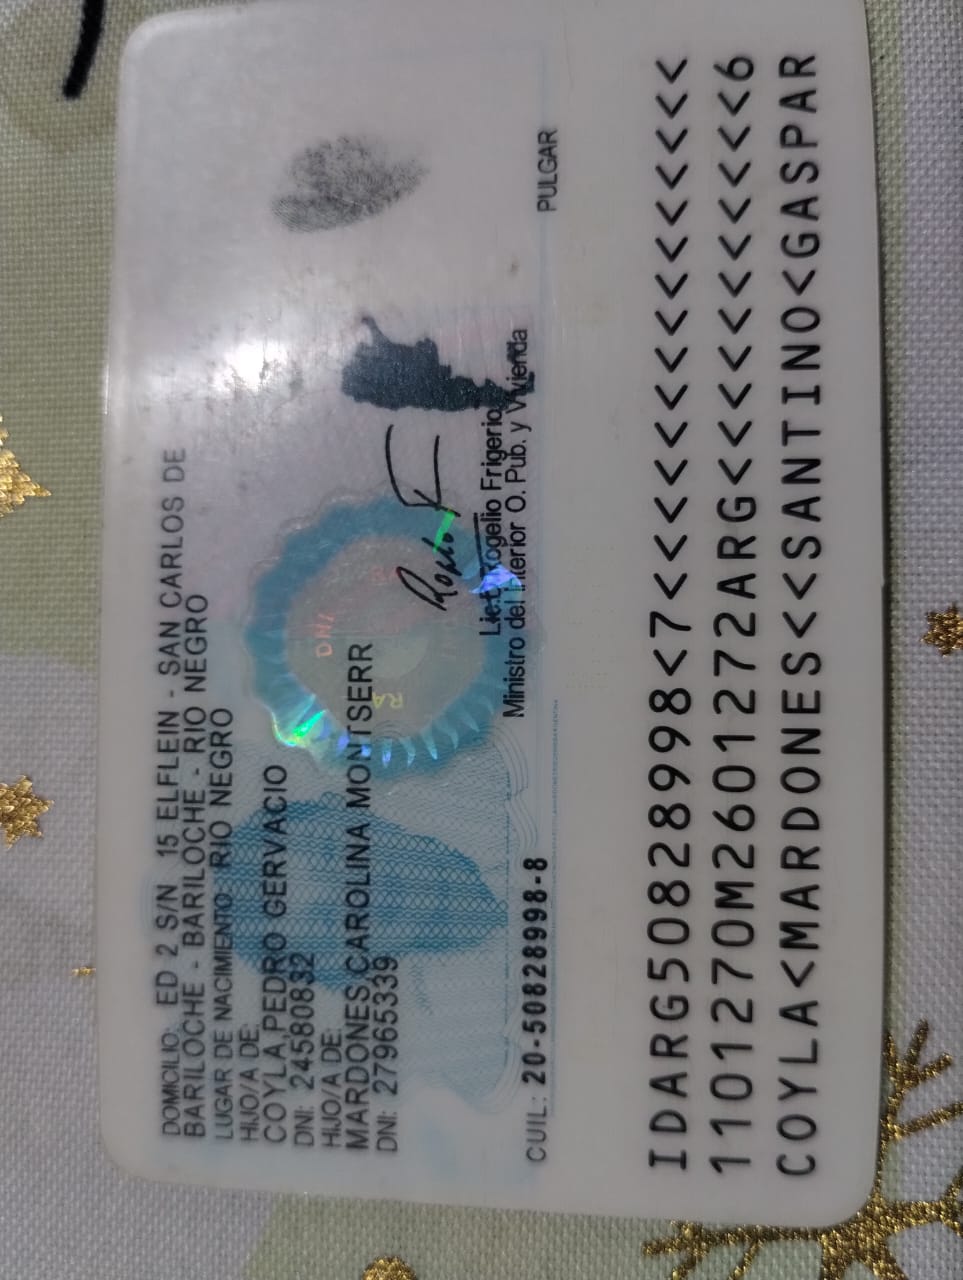 DOMICILIO: ED 2 S/N 15 ELFLEIN - SAN CARLOS DE
BARILOCHE - BARILOCHE - RIO NEGRO
LUGAR DE NACIMIENTO: RIO NEGRO
HIJO/A DE:
COYLA,PEDRO GERVACIO
DNI: 24580832
HIJO/A DE:
MARDONES,CAROLINA MONTSERR
DNI: 27965339
DNI
RA
Rogelio Frigerio
Ministro del Interior O. Pub. y Vivienda
PULGAR
CUIL: 20-50828998-8
IDARG50828998<7<<<<<<<<<<<<<<<
1101270M2601272ARG<<<<<<<<<<<6
COYLA<MARDONES<<SANTINO<GASPAR